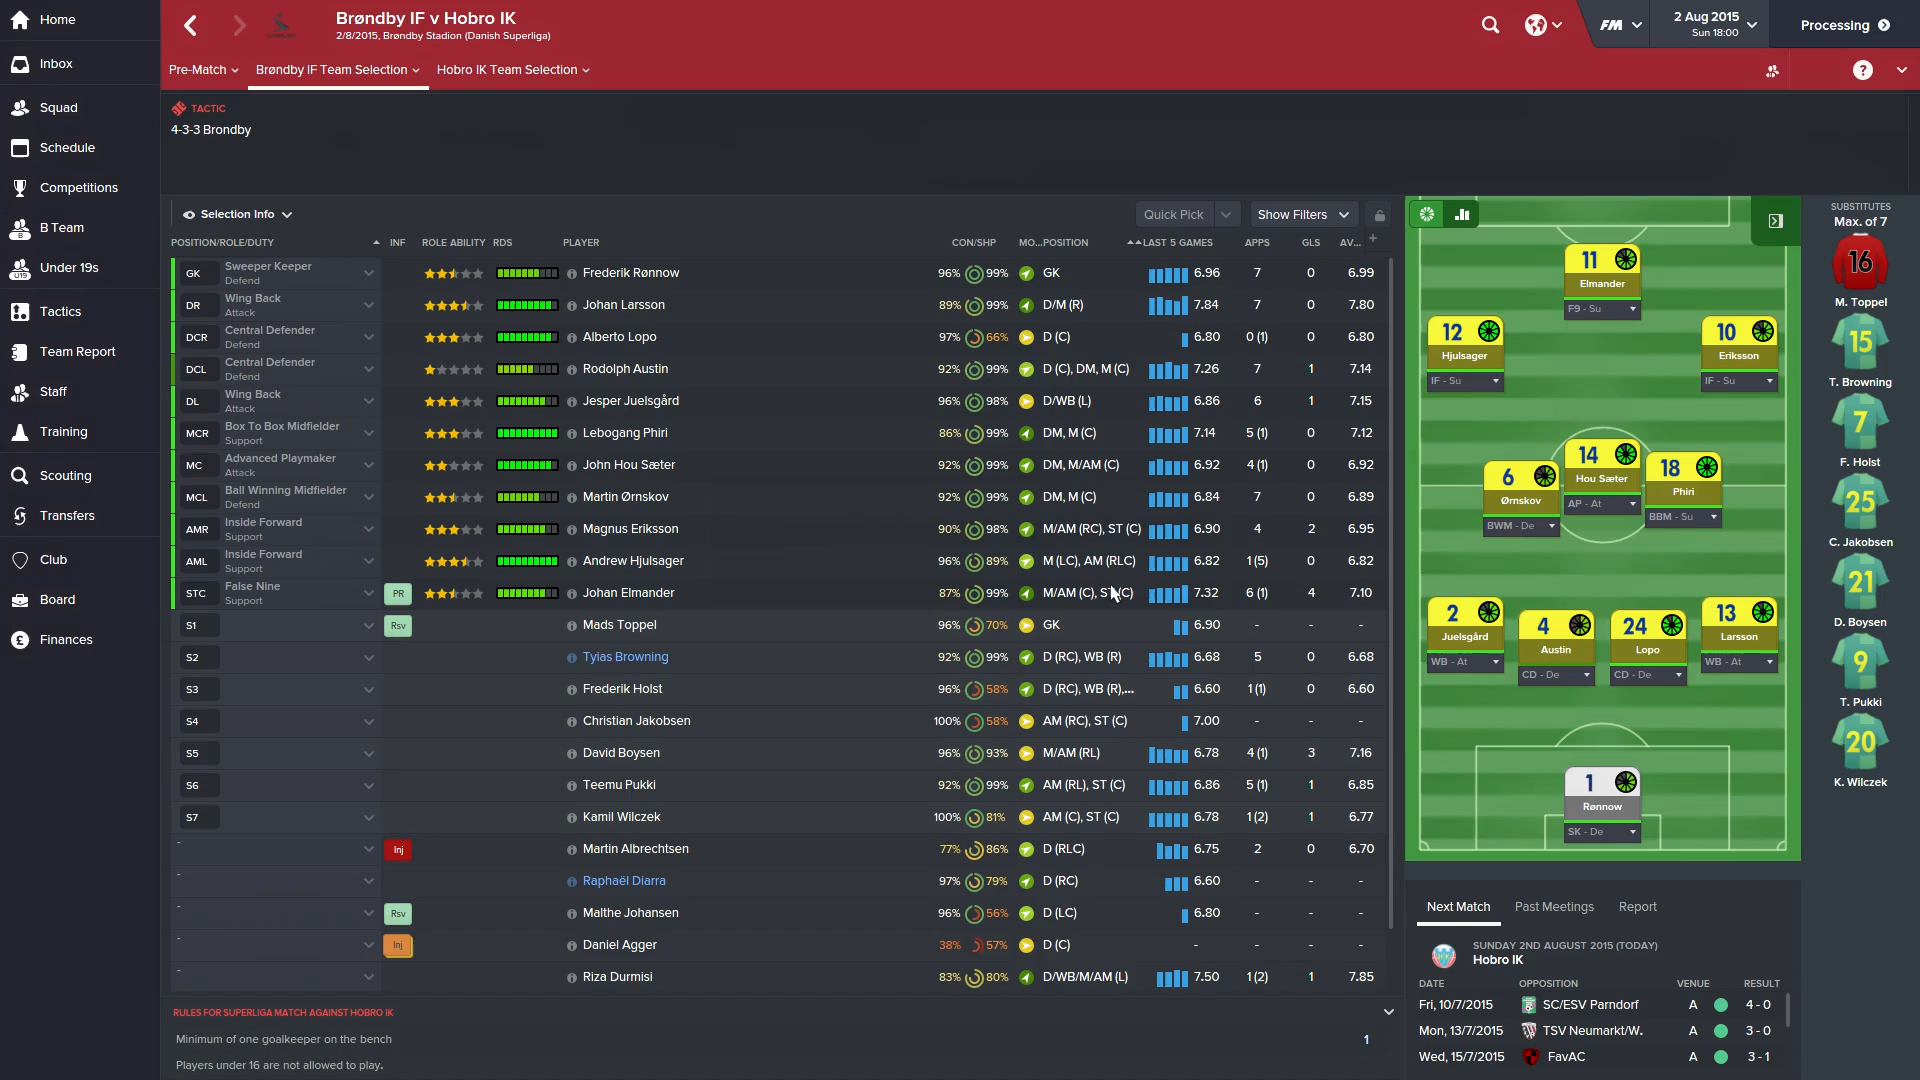 Home
Inbox
Squad
Schedule
Competitions
B Team
Under 19s
Tactics
Team Report
Staff
Training
Scouting
Transfers
Club
Board
Finances
Brøndby IF v Hobro IK
2/8/2015, Brøndby Stadion (Danish Superliga)
FM
2 Aug 2015
Sun 18:00
Processing
Pre-Match
Brøndby IF Team Selection
Hobro IK Team Selection
?
TACTIC
4-3-3 Brondby
Selection Info
Quick Pick
Show Filters
POSITION/ROLE/DUTY INF ROLE ABILITY RDS PLAYER CON/SHP MO... POSITION LAST 5 GAMES APPS GLS AV...
GK Sweeper Keeper Defend Frederik Rønnow 96% 99% GK 6.96 7 0 6.99
DR Wing Back Attack Johan Larsson 89% 99% D/M (R) 7.84 7 0 7.80
DCR Central Defender Defend Alberto Lopo 97% 66% D (C) 6.80 0 (1) 0 6.80
DCL Central Defender Defend Rodolph Austin 92% 99% D (C), DM, M (C) 7.26 7 1 7.14
DL Wing Back Attack Jesper Juelsgård 96% 98% D/WB (L) 6.86 6 1 7.15
MCR Box To Box Midfielder Support Lebogang Phiri 86% 99% DM, M (C) 7.14 5 (1) 0 7.12
MC Advanced Playmaker Attack John Hou Sæter 92% 99% DM, M/AM (C) 6.92 4 (1) 0 6.92
MCL Ball Winning Midfielder Defend Martin Ørnskov 92% 99% DM, M (C) 6.84 7 0 6.89
AMR Inside Forward Support Magnus Eriksson 90% 98% M/AM (RC), ST (C) 6.90 4 2 6.95
AML Inside Forward Support Andrew Hjulsager 96% 89% M (LC), AM (RLC) 6.82 1 (5) 0 6.82
STC False Nine Support PR Johan Elmander 87% 99% M/AM (C), ST (C) 7.32 6 (1) 4 7.10
S1 Rsv Mads Toppel 96% 70% GK 6.90 - - -
S2 Tyias Browning 92% 99% D (RC), WB (R) 6.68 5 0 6.68
S3 Frederik Holst 96% 58% D (RC), WB (R),... 6.60 1 (1) 0 6.60
S4 Christian Jakobsen 100% 58% AM (RC), ST (C) 7.00 - - -
S5 David Boysen 96% 93% M/AM (RL) 6.78 4 (1) 3 7.16
S6 Teemu Pukki 92% 99% AM (RL), ST (C) 6.86 5 (1) 1 6.85
S7 Kamil Wilczek 100% 81% AM (C), ST (C) 6.78 1 (2) 1 6.77
- Inj Martin Albrechtsen 77% 86% D (RLC) 6.75 2 0 6.70
- Raphaël Diarra 97% 79% D (RC) 6.60 - - -
- Rsv Malthe Johansen 96% 56% D (LC) 6.80 - - -
- Inj Daniel Agger 38% 57% D (C) - - - -
- Riza Durmisi 83% 80% D/WB/M/AM (L) 7.50 1 (2) 1 7.85
RULES FOR SUPERLIGA MATCH AGAINST HOBRO IK
Minimum of one goalkeeper on the bench 1
Players under 16 are not allowed to play.
11
Elmander
F9 - Su
12
Hjulsager
IF - Su
10
Eriksson
IF - Su
6
Ørnskov
BWM - De
14
Hou Sæter
AP - At
18
Phiri
BBM - Su
2
Juelsgård
WB - At
4
Austin
CD - De
24
Lopo
CD - De
13
Larsson
WB - At
1
Rønnow
SK - De
SUBSTITUTES
Max. of 7
16
M. Toppel
15
T. Browning
7
F. Holst
25
C. Jakobsen
21
D. Boysen
9
T. Pukki
20
K. Wilczek
Next Match
Past Meetings
Report
SUNDAY 2ND AUGUST 2015 (TODAY)
Hobro IK
DATE OPPOSITION VENUE RESULT
Fri, 10/7/2015 SC/ESV Parndorf A 4 - 0
Mon, 13/7/2015 TSV Neumarkt/W. A 3 - 0
Wed, 15/7/2015 FavAC A 3 - 1